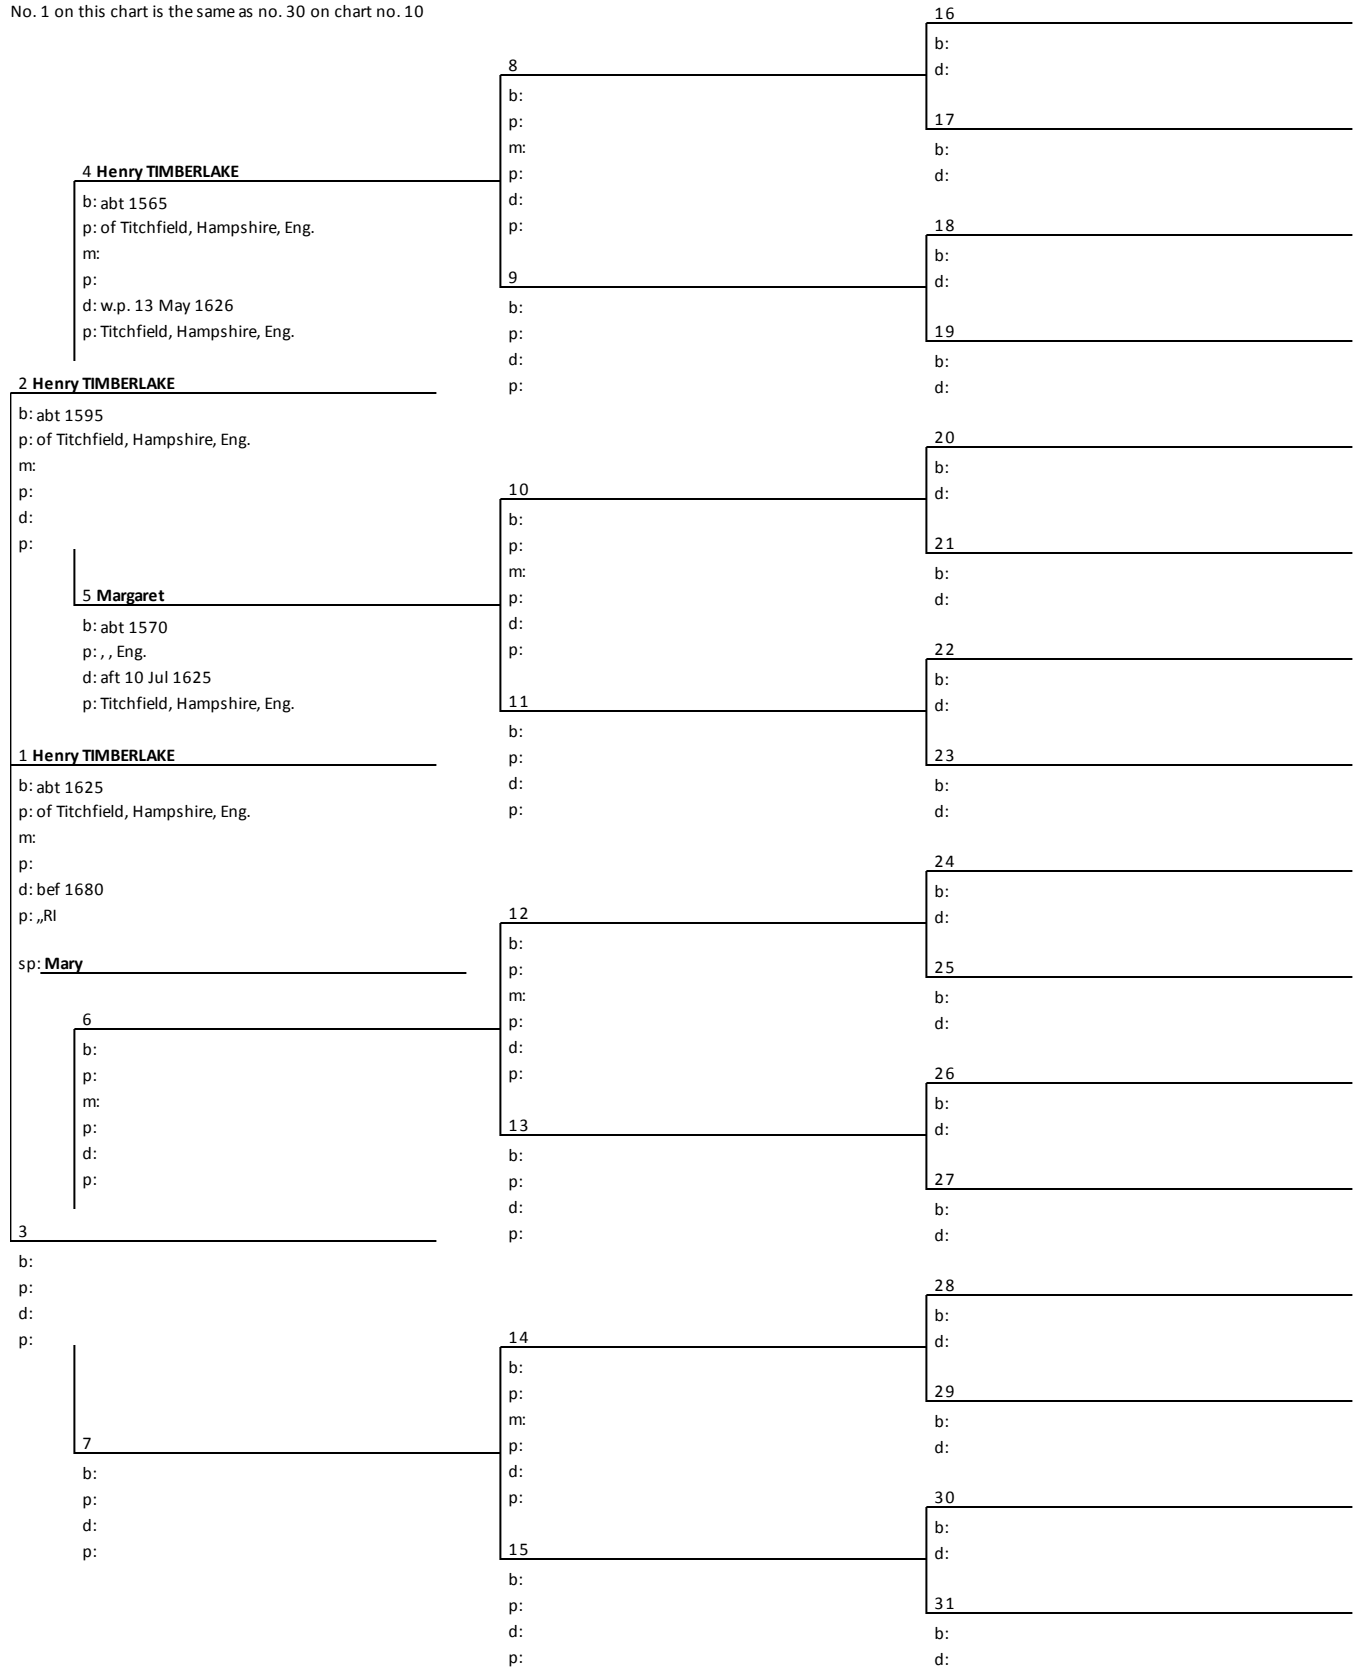 No. 1 on this chart is the same as no. 30 on chart no. 10
16
b:
d:
8
b:
p:
m:
p:
d:
p:
17
b:
d:
4 Henry TIMBERLAKE
b: abt 1565
p: of Titchfield, Hampshire, Eng.
m:
p:
d: w.p. 13 May 1626
p: Titchfield, Hampshire, Eng.
18
b:
d:
9
b:
p:
d:
p:
19
b:
d:
2 Henry TIMBERLAKE
b: abt 1595
p: of Titchfield, Hampshire, Eng.
m:
p:
d:
p:
20
b:
d:
10
b:
p:
m:
p:
d:
p:
21
b:
d:
5 Margaret
b: abt 1570
p: , , Eng.
d: aft 10 Jul 1625
p: Titchfield, Hampshire, Eng.
22
b:
d:
11
b:
p:
d:
p:
23
b:
d:
1 Henry TIMBERLAKE
b: abt 1625
p: of Titchfield, Hampshire, Eng.
m:
p:
d: bef 1680
p: ,,RI
sp: Mary
24
b:
d:
12
b:
p:
m:
p:
d:
p:
25
b:
d:
6
b:
p:
m:
p:
d:
p:
26
b:
d:
13
b:
p:
d:
p:
27
b:
d:
3
b:
p:
d:
p:
28
b:
d:
14
b:
p:
m:
p:
d:
p:
29
b:
d:
7
b:
p:
d:
p:
30
b:
d:
15
b:
p:
d:
p:
31
b:
d: